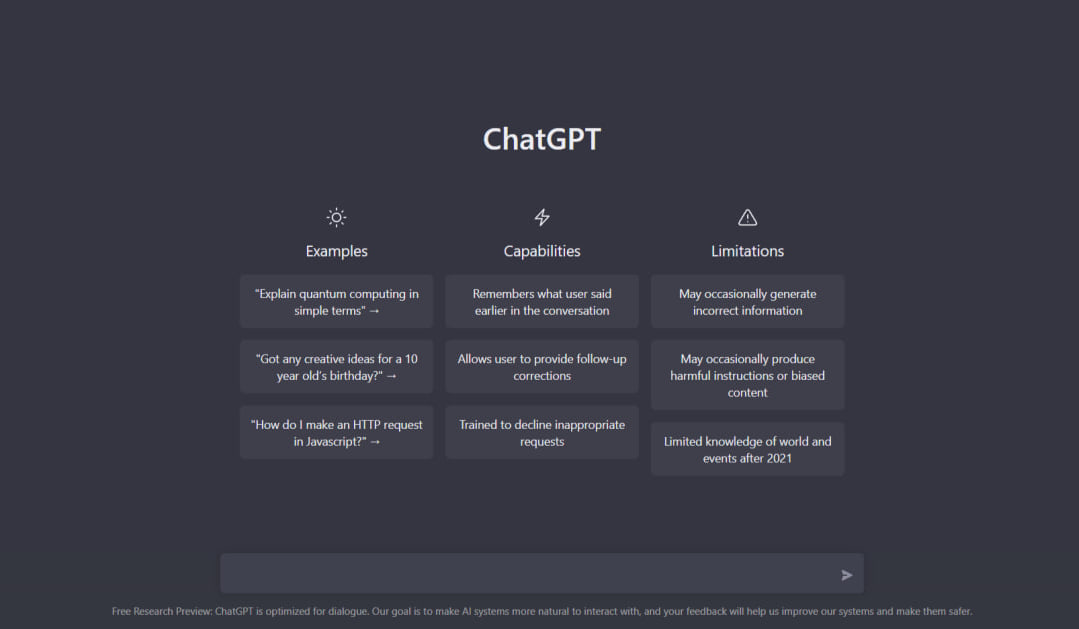 ChatGPT
Examples
"Explain quantum computing in
simple terms" →
"Got any creative ideas for a 10
year old's birthday?" →
"How do I make an HTTP request
in Javascript?" →
Capabilities
Remembers what user said
earlier in the conversation
Allows user to provide follow-up
corrections
Trained to decline inappropriate
requests
Limitations
May occasionally generate
incorrect information
May occasionally produce
harmful instructions or biased
content
Limited knowledge of world and
events after 2021
Free Research Preview: ChatGPT is optimized for dialogue. Our goal is to make AI systems more natural to interact with, and your feedback will help us improve our systems and make them safer.